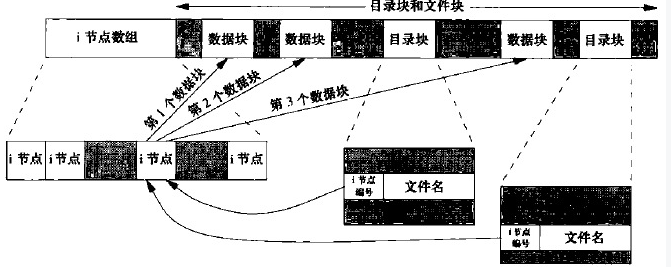 目录块和文件块
i 节点数组
数据块
数据块
目录块
数据块
目录块
第1个数据块
第2个数据块
第3个数据块
i 节点
i 节点
i 节点
i 节点
i 节点
编号
文件名
i 节点
编号
文件名